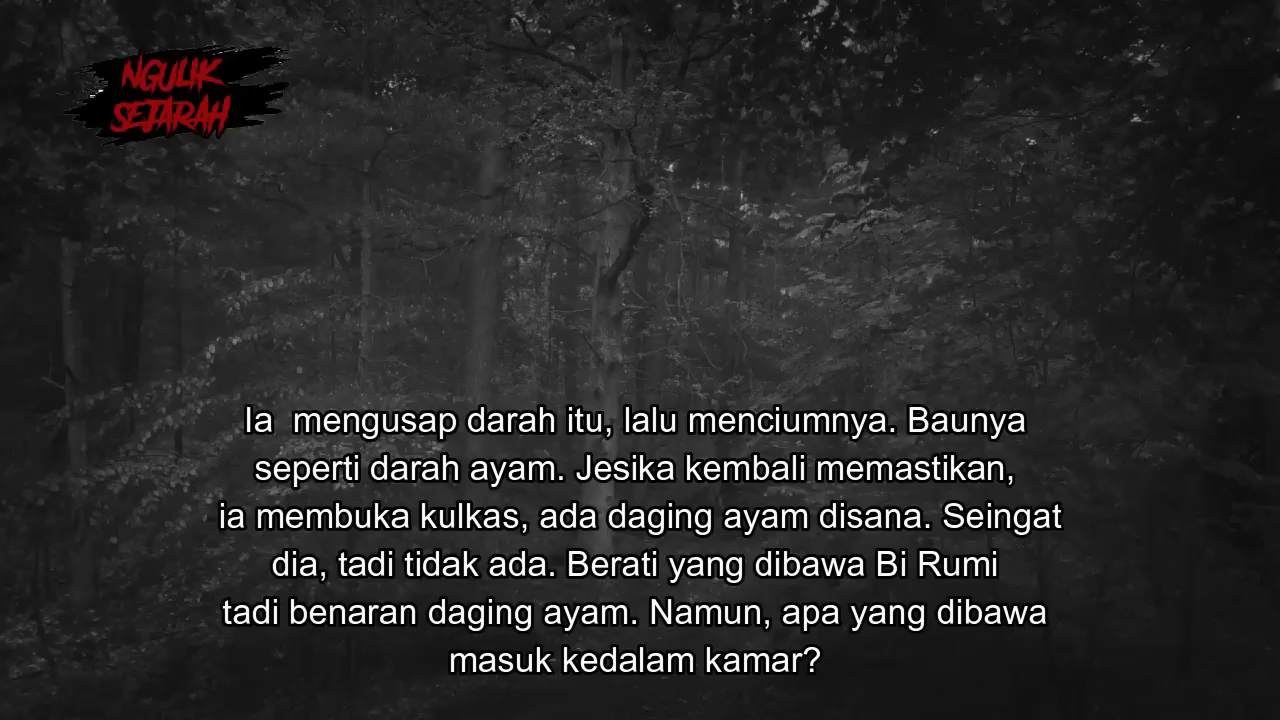 NGULIK
SEJARAH
Ia  mengusap darah itu, lalu menciumnya. Baunya
seperti darah ayam. Jesika kembali memastikan,
ia membuka kulkas, ada daging ayam disana. Seingat
dia, tadi tidak ada. Berati yang dibawa Bi Rumi
tadi benaran daging ayam. Namun, apa yang dibawa
masuk kedalam kamar?